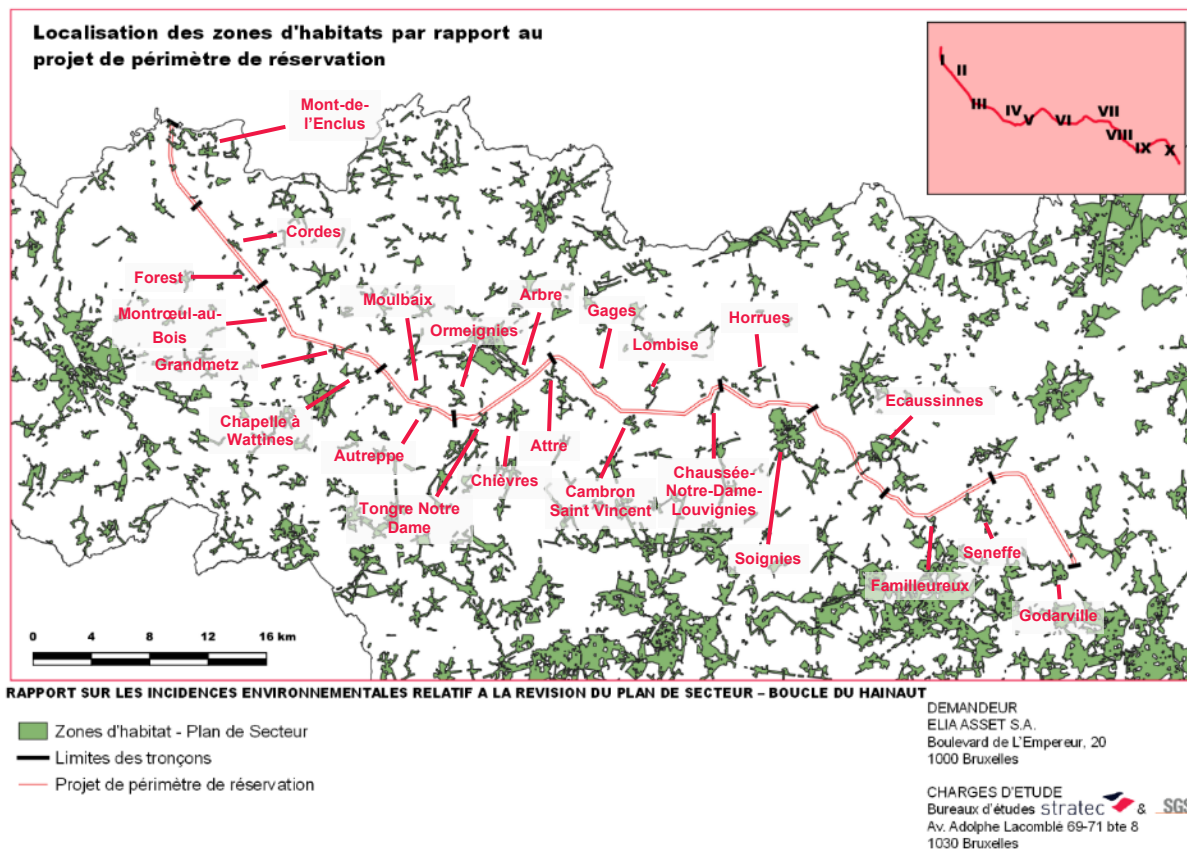 Localisation des zones d'habitats par rapport au
projet de périmètre de réservation
I
II
III
IV
V
VI
VII
VIII
IX
X
Mont-de-
l'Enclus
Cordes
Forest
Montrœul-au-
Bois
Grandmetz
Moulbaix
Ormeignies
Arbre
Gages
Lombise
Horrues
Ecaussinnes
Chapelle à
Wattines
Autreppe
Tongre Notre
Dame
Chièvres
Attre
Cambron
Saint Vincent
Chaussée-
Notre-Dame-
Louvignies
Soignies
Familleureux
Seneffe
Godarville
0 4 8 12 16 km
RAPPORT SUR LES INCIDENCES ENVIRONNEMENTALES RELATIF A LA REVISION DU PLAN DE SECTEUR – BOUCLE DU HAINAUT
Zones d'habitat - Plan de Secteur
Limites des tronçons
Projet de périmètre de réservation
DEMANDEUR
ELIA ASSET S.A.
Boulevard de L'Empereur, 20
1000 Bruxelles
CHARGES D'ETUDE
Bureaux d'études stratec & SGS
Av. Adolphe Lacomblé 69-71 bte 8
1030 Bruxelles